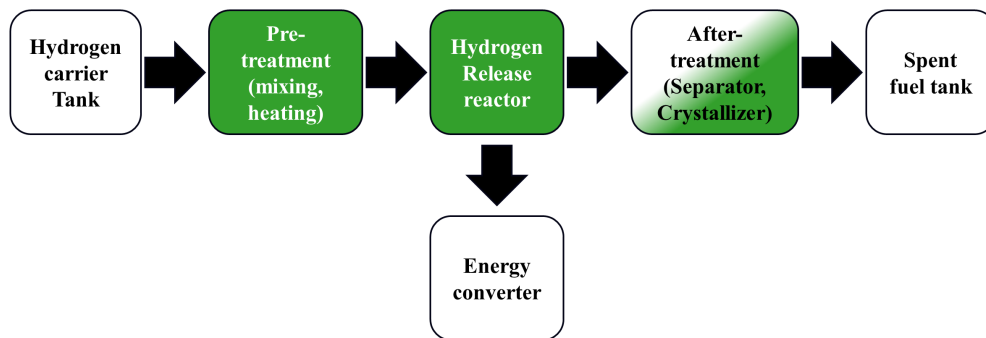 Hydrogen
carrier
Tank
Pre-
treatment
(mixing,
heating)
Hydrogen
Release
reactor
After-
treatment
(Separator,
Crystallizer)
Spent
fuel tank
Energy
converter